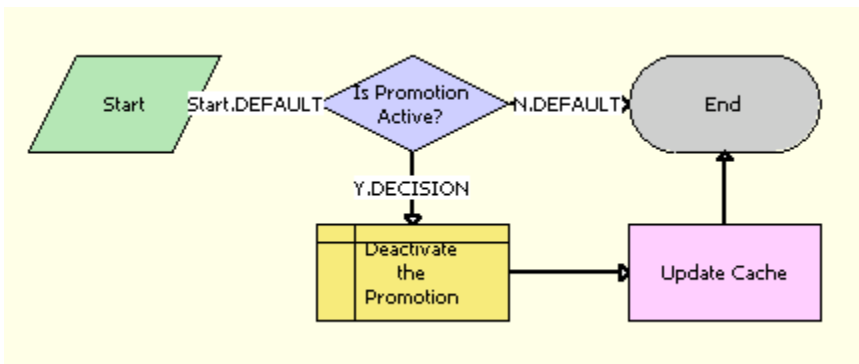 Start
Start.DEFAULT
Is Promotion
Active?
N.DEFAULT
End
Y.DECISION
Deactivate
the
Promotion
Update Cache